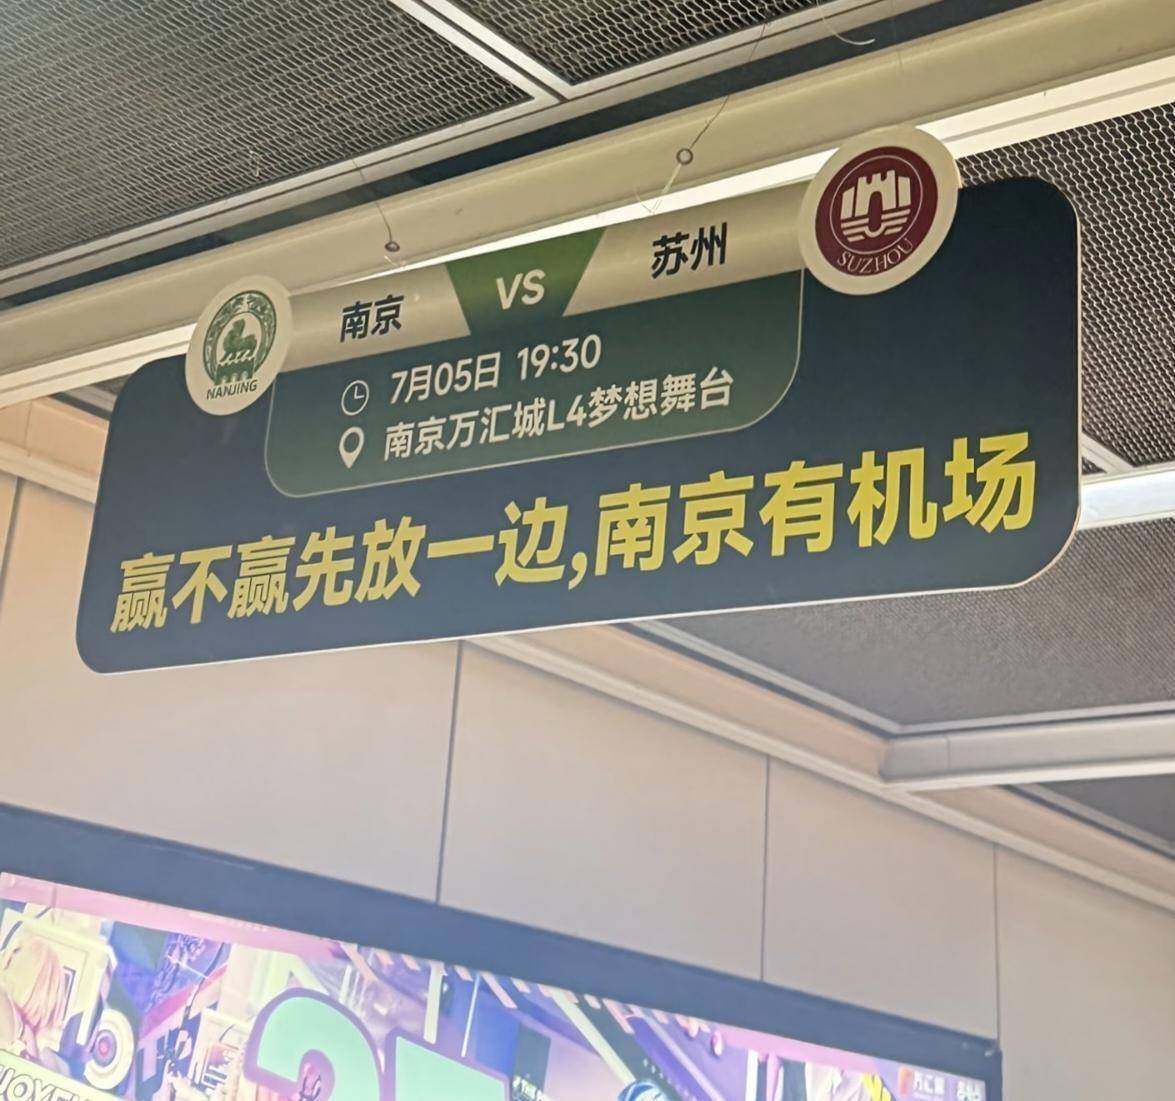 南京
VS
苏州
NANJING
SUZHOU
7月05日 19:30
南京万汇城L4梦想舞台
赢不赢先放一边,南京有机场